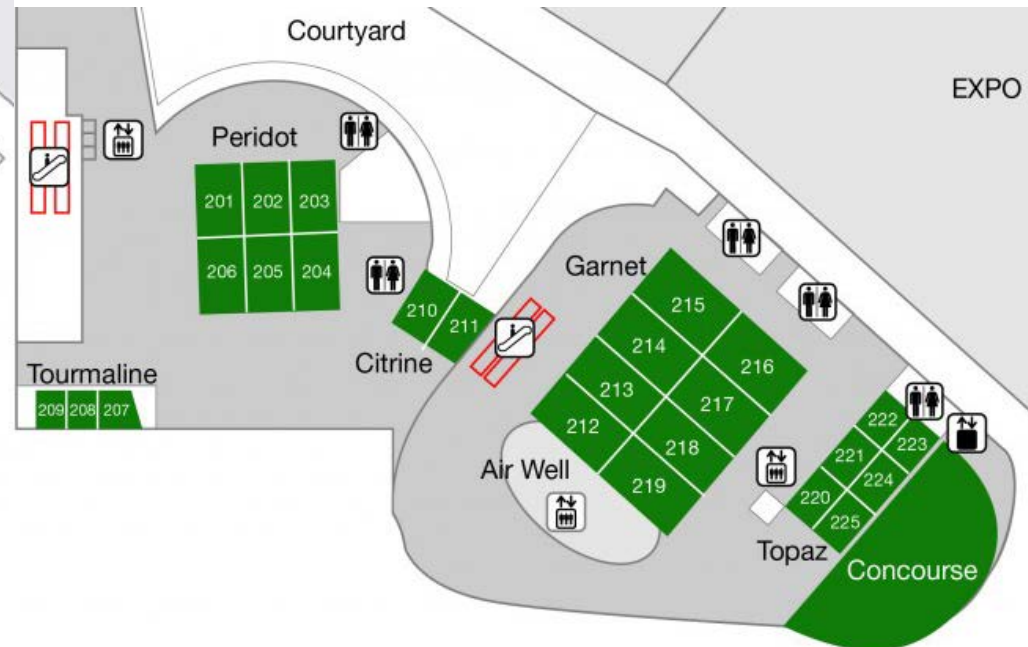 Courtyard
EXPO
Peridot
201 202 203
206 205 204
210 211
Citrine
Tourmaline
209 208 207
Garnet
215
214 216
213 217
212 218
219
Air Well
222 223
221 224
220 225
Topaz
Concourse